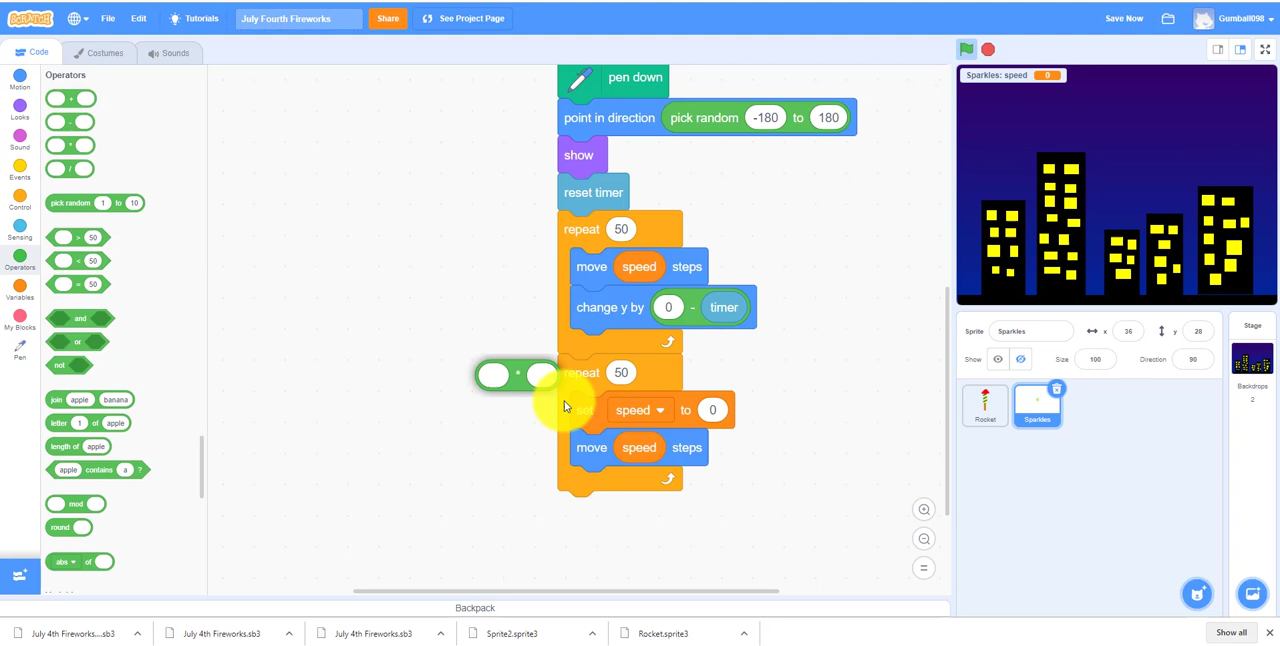 SCRATCH File Edit Tutorials July Fourth Fireworks Share See Project Page Save Now Gumball098
Code Costumes Sounds
Motion
Looks
Sound
Events
Control
Sensing
Operators
Variables
My Blocks
Pen
Operators
+
-
*
/
pick random 1 to 10
> 50
< 50
= 50
and
or
not
join apple banana
letter 1 of apple
length of apple
apple contains a ?
mod
round
abs of
pen down
point in direction pick random -180 to 180
show
reset timer
repeat 50
move speed steps
change y by 0 - timer
*
repeat 50
set speed to 0
move speed steps
Sparkles: speed 0
Sprite Sparkles x 36 y 28
Show Size 100 Direction 90
Rocket
Sparkles
Stage
Backdrops
2
Backpack
July 4th Fireworks....sb3 July 4th Fireworks.sb3 July 4th Fireworks.sb3 Sprite2.sprite3 Rocket.sprite3 Show all